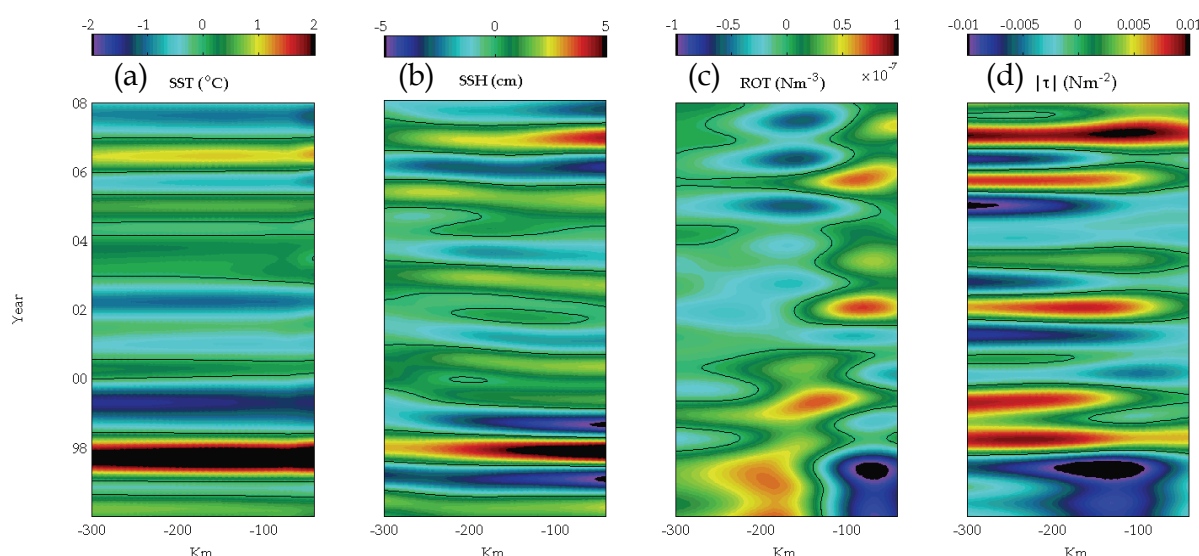 -2 -1 0 1 2
-5 0 5
-1 -0.5 0 0.5 1
-0.01 -0.005 0 0.005 0.01
×10⁻⁷
(a) SST (°C)
(b) SSH (cm)
(c) ROT (Nm⁻³)
(d) |τ| (Nm⁻²)
08
06
04
02
00
98
Year
-300 -200 -100
-300 -200 -100
-300 -200 -100
-300 -200 -100
Km
Km
Km
Km